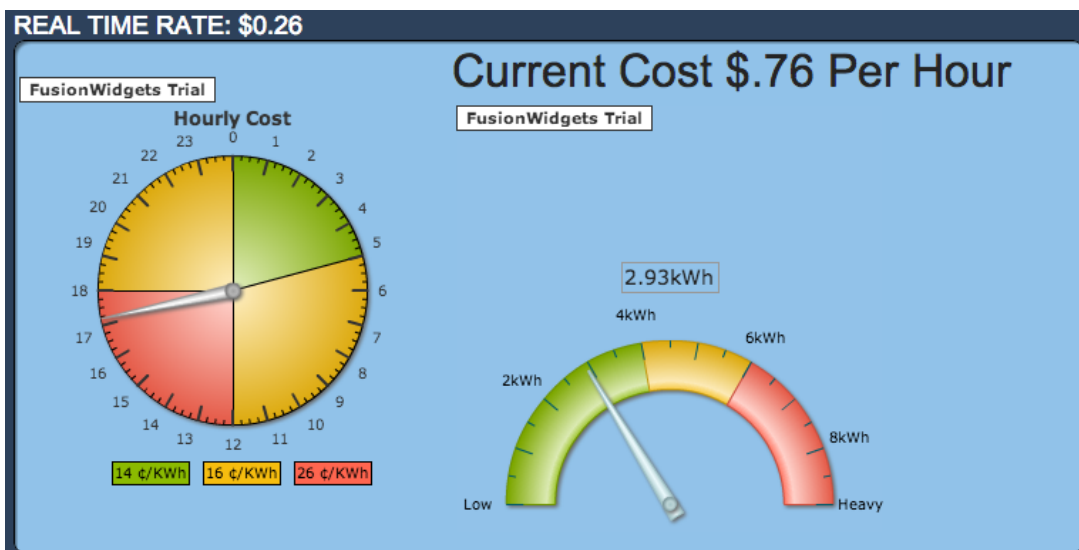 REAL TIME RATE: $0.26
Current Cost $.76 Per Hour
FusionWidgets Trial
FusionWidgets Trial
Hourly Cost
0
1
2
3
4
5
6
7
8
9
10
11
12
13
14
15
16
17
18
19
20
21
22
23
14 ¢/KWh 16 ¢/KWh 26 ¢/KWh
2.93kWh
Low
2kWh
4kWh
6kWh
8kWh
Heavy